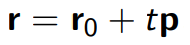 r = r₀ + tp